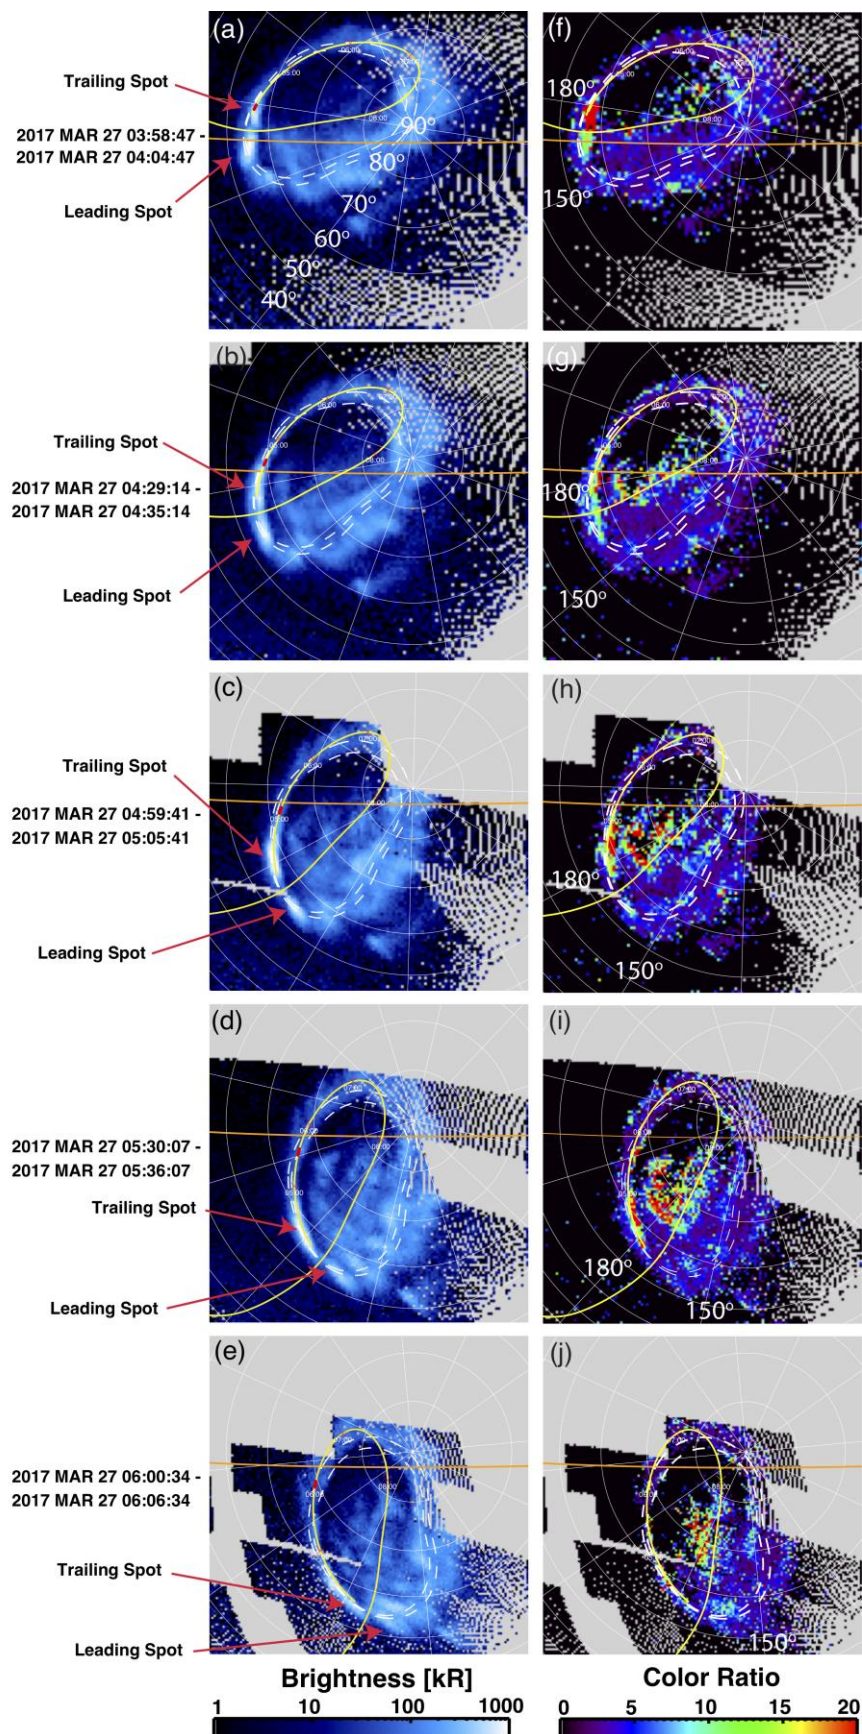 (a)
(f)
Trailing Spot
180°
2017 MAR 27 03:58:47 -
2017 MAR 27 04:04:47
90°
80°
Leading Spot
70°
150°
60°
50°
40°
(b)
(g)
Trailing Spot
2017 MAR 27 04:29:14 -
2017 MAR 27 04:35:14
180°
Leading Spot
150°
(c)
(h)
Trailing Spot
2017 MAR 27 04:59:41 -
2017 MAR 27 05:05:41
180°
Leading Spot
150°
(d)
(i)
2017 MAR 27 05:30:07 -
2017 MAR 27 05:36:07
Trailing Spot
180°
Leading Spot
150°
(e)
(j)
2017 MAR 27 06:00:34 -
2017 MAR 27 06:06:34
Trailing Spot
Leading Spot
150°
Brightness [kR]
Color Ratio
1 10 100 1000
0 5 10 15 20